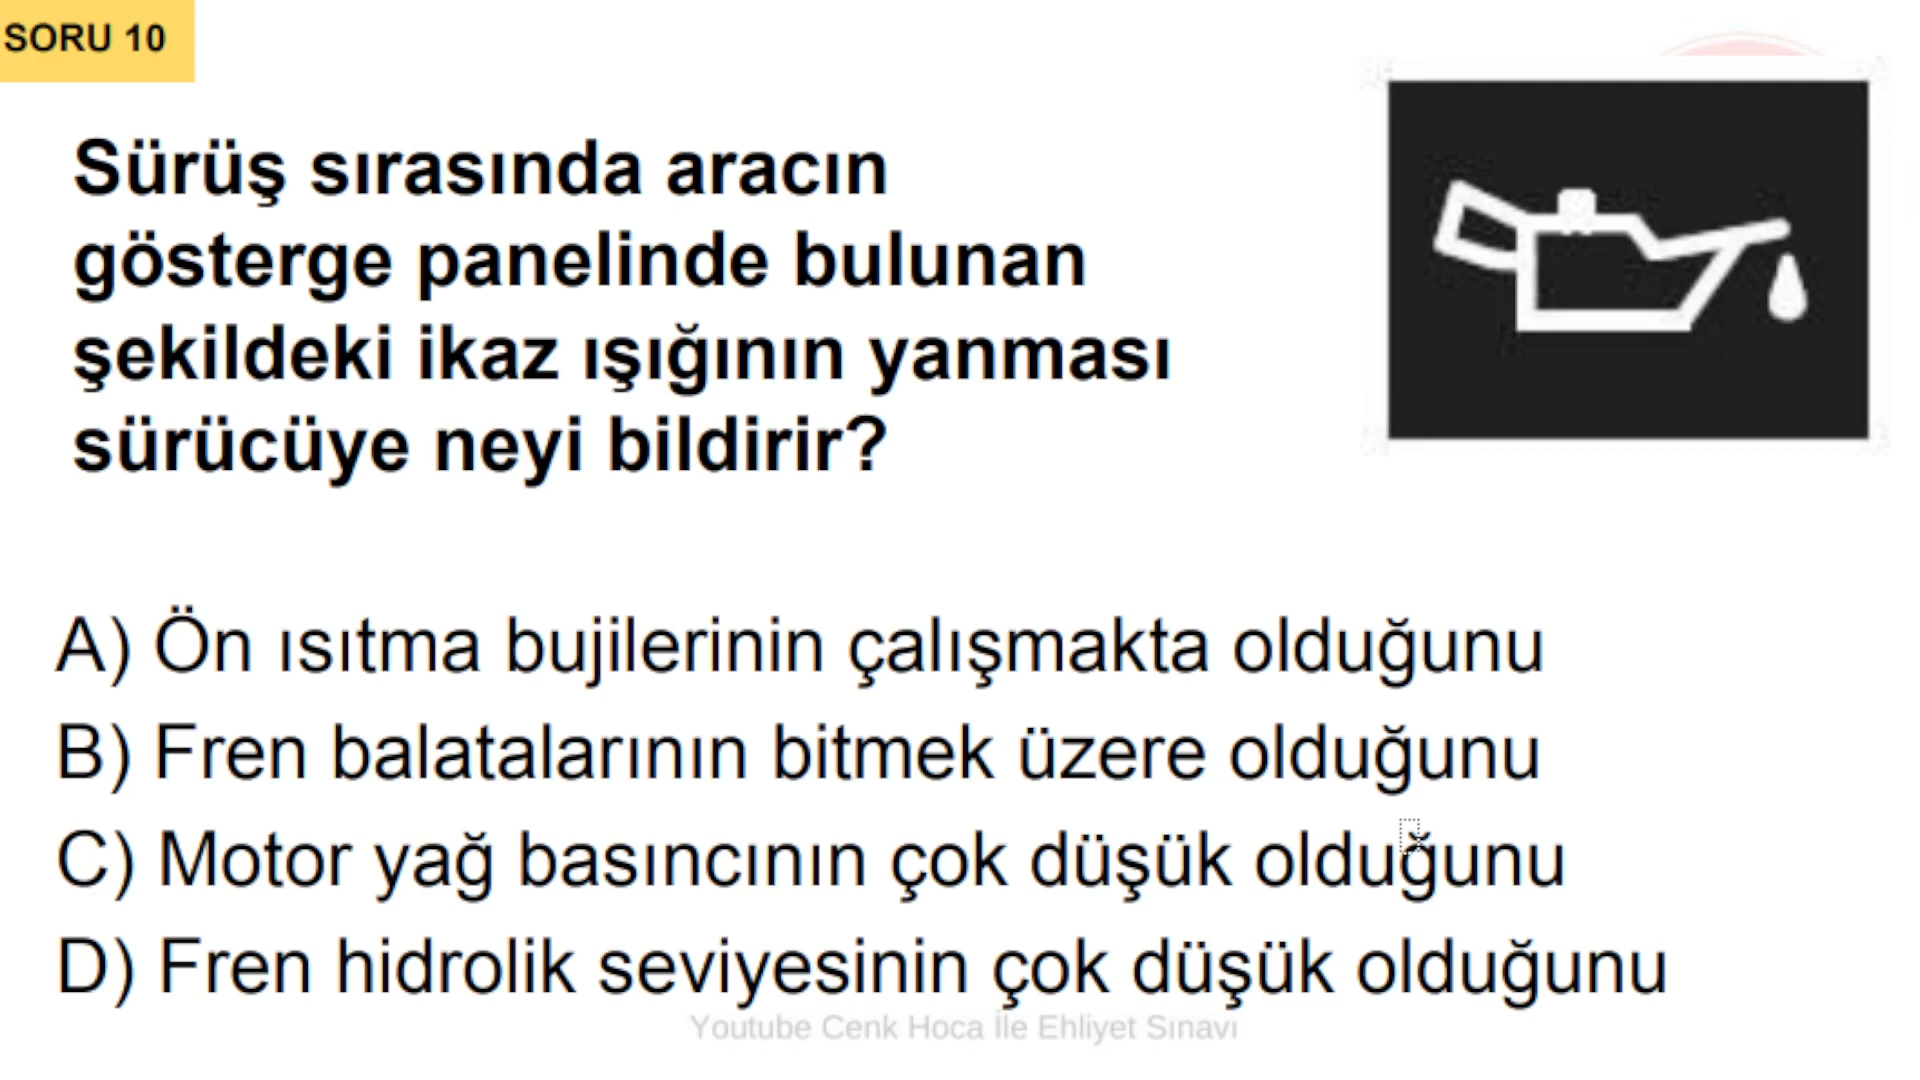 SORU 10
Sürüş sırasında aracın
gösterge panelinde bulunan
şekildeki ikaz ışığının yanması
sürücüye neyi bildirir?
A) Ön ısıtma bujilerinin çalışmakta olduğunu
B) Fren balatalarının bitmek üzere olduğunu
C) Motor yağ basıncının çok düşük olduğunu
D) Fren hidrolik seviyesinin çok düşük olduğunu
Youtube Cenk Hoca İle Ehliyet Sınavı